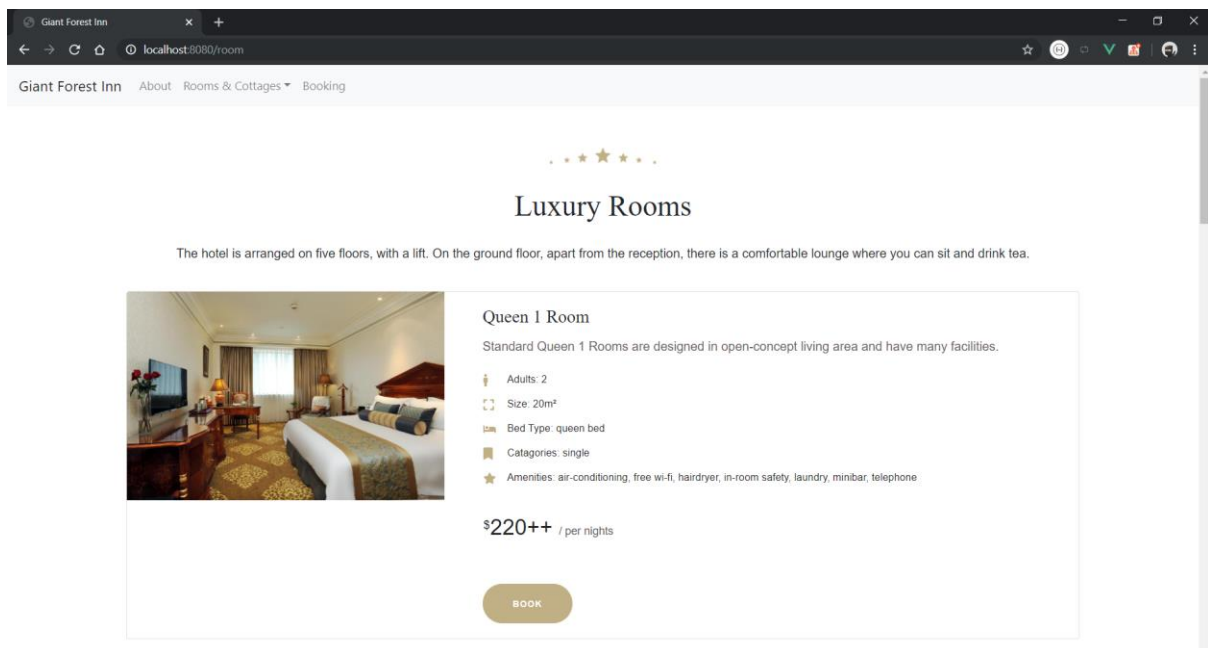 Giant Forest Inn
localhost:8080/room
Giant Forest Inn About Rooms & Cottages Booking
Luxury Rooms
The hotel is arranged on five floors, with a lift. On the ground floor, apart from the reception, there is a comfortable lounge where you can sit and drink tea.
Queen 1 Room
Standard Queen 1 Rooms are designed in open-concept living area and have many facilities.
Adults: 2
Size: 20m²
Bed Type: queen bed
Catagories: single
Amenities: air-conditioning, free wi-fi, hairdryer, in-room safety, laundry, minibar, telephone
$220++ / per nights
BOOK